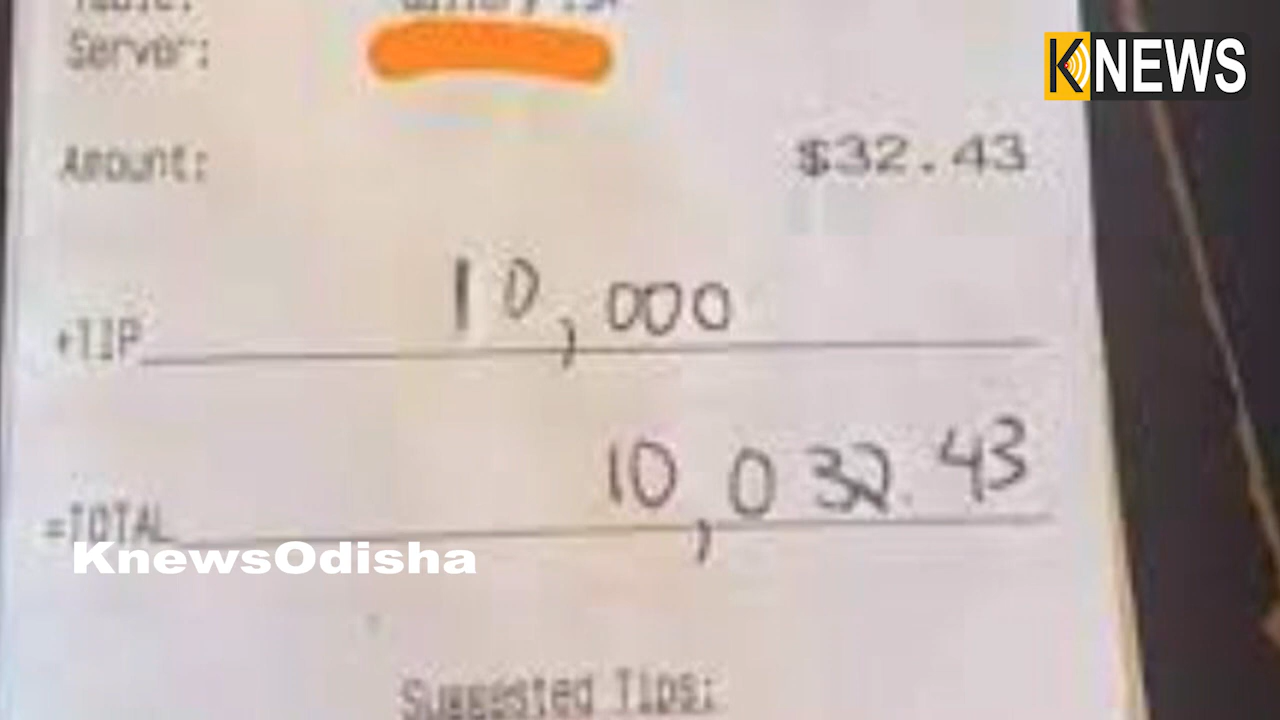 KNEWS
Server:
Amount: $32.43
+TIP 10,000
=TOTAL 10,032.43
KnewsOdisha
Suggested Tips: